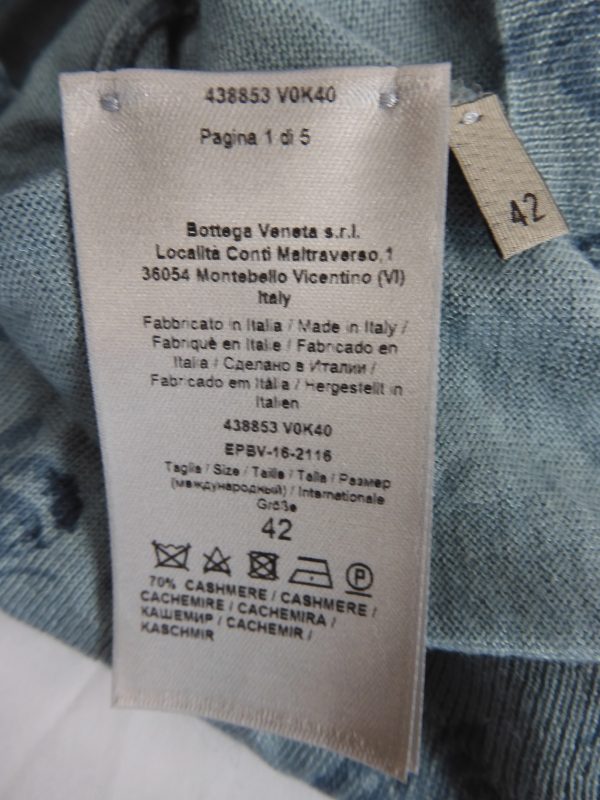 438853 V0K40
Pagina 1 di 5
Bottega Veneta s.r.l.
Località Conti Maltraverso,1
36054 Montebello Vicentino (VI)
Italy
Fabbricato in Italia / Made in Italy /
Fabriqué en Italie / Fabricado en
Italia / Сделано в Италии /
Fabricado em Itália / Hergestellt in
Italien
438853 V0K40
EPBV-16-2116
Taglia / Size / Taille / Talla / Размер
(международный) / Internationale
Größe
42
P
70% CASHMERE / CASHMERE /
CACHEMIRE / CACHEMIRA /
КАШЕМИР / CACHEMIR /
KASCHMIR
42